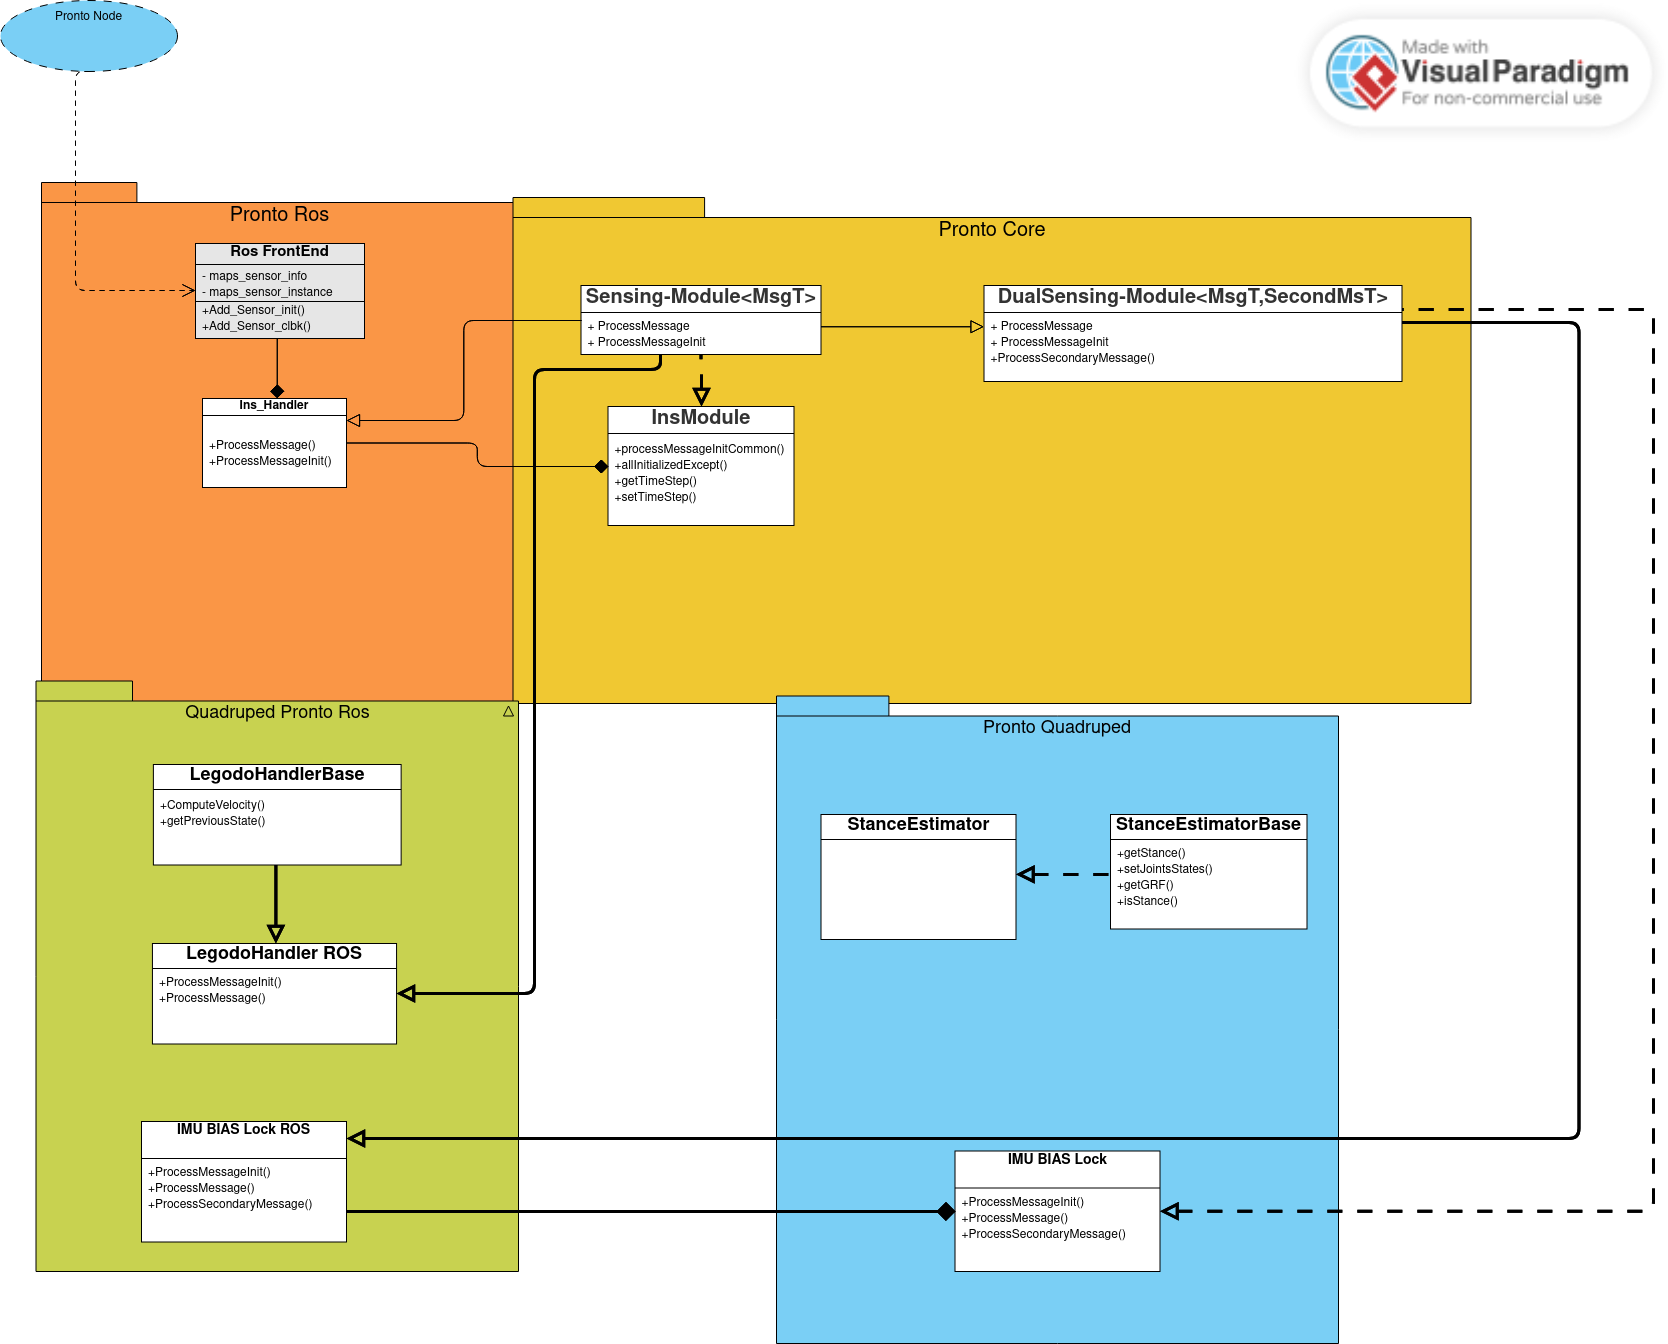 Pronto Node
Made with
Visual Paradigm
For non-commercial use
Pronto Ros
Ros FrontEnd
- maps_sensor_info
- maps_sensor_instance
+Add_Sensor_init()
+Add_Sensor_clbk()
Ins_Handler
+ProcessMessage()
+ProcessMessageInit()
Pronto Core
Sensing-Module<MsgT>
+ ProcessMessage
+ ProcessMessageInit
DualSensing-Module<MsgT,SecondMsT>
+ ProcessMessage
+ ProcessMessageInit
+ProcessSecondaryMessage()
InsModule
+processMessageInitCommon()
+allInitializedExcept()
+getTimeStep()
+setTimeStep()
Quadruped Pronto Ros
LegodoHandlerBase
+ComputeVelocity()
+getPreviousState()
LegodoHandler ROS
+ProcessMessageInit()
+ProcessMessage()
IMU BIAS Lock ROS
+ProcessMessageInit()
+ProcessMessage()
+ProcessSecondaryMessage()
Pronto Quadruped
StanceEstimator
StanceEstimatorBase
+getStance()
+setJointsStates()
+getGRF()
+isStance()
IMU BIAS Lock
+ProcessMessageInit()
+ProcessMessage()
+ProcessSecondaryMessage()